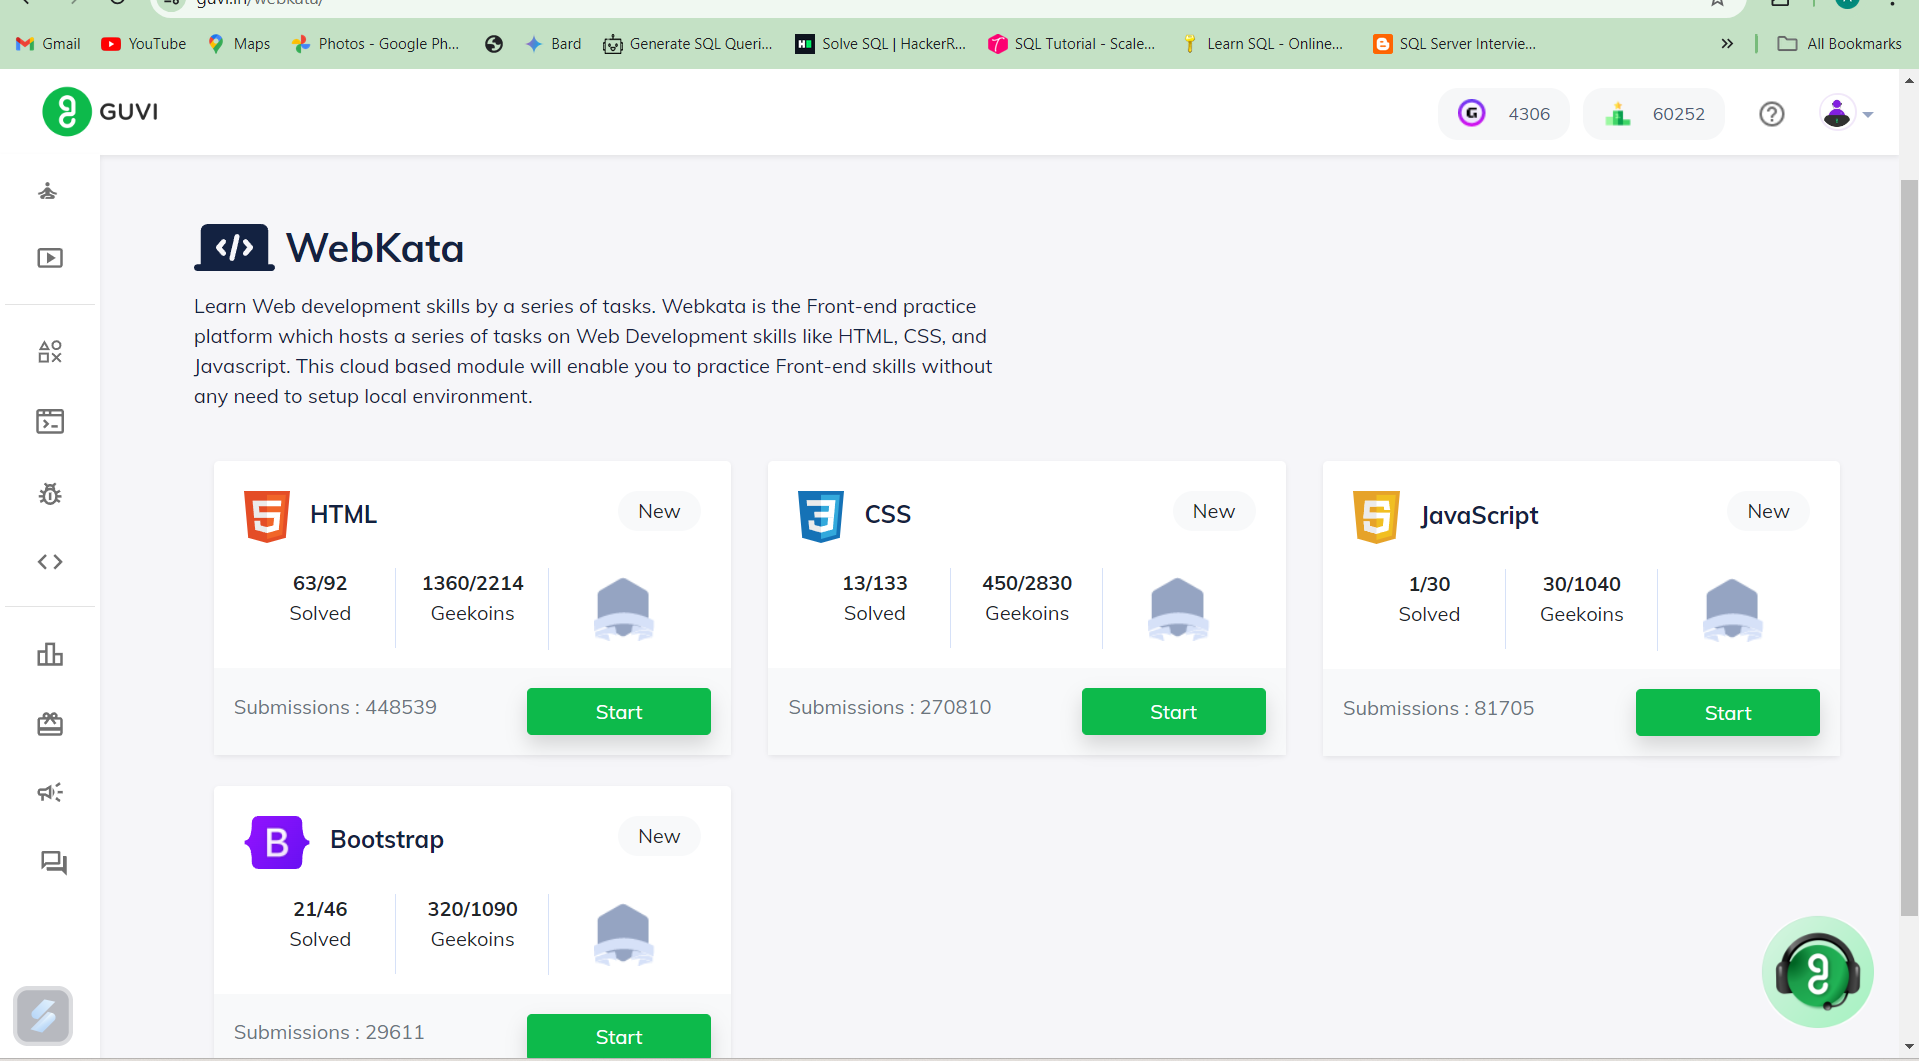 guvi.in/webkata/
Gmail
YouTube
Maps
Photos - Google Ph...
Bard
Generate SQL Queri...
Solve SQL | HackerR...
SQL Tutorial - Scale...
Learn SQL - Online...
SQL Server Intervie...
All Bookmarks
GUVI
4306
60252
WebKata
Learn Web development skills by a series of tasks. Webkata is the Front-end practice
platform which hosts a series of tasks on Web Development skills like HTML, CSS, and
Javascript. This cloud based module will enable you to practice Front-end skills without
any need to setup local environment.
HTML
New
63/92
Solved
1360/2214
Geekoins
Submissions : 448539
Start
CSS
New
13/133
Solved
450/2830
Geekoins
Submissions : 270810
Start
JavaScript
New
1/30
Solved
30/1040
Geekoins
Submissions : 81705
Start
B
Bootstrap
New
21/46
Solved
320/1090
Geekoins
Submissions : 29611
Start